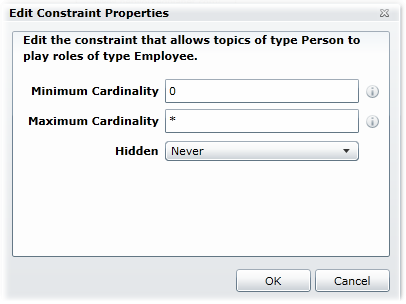 Edit Constraint Properties
Edit the constraint that allows topics of type Person to
play roles of type Employee.
Minimum Cardinality 0
Maximum Cardinality *
Hidden Never
OK Cancel